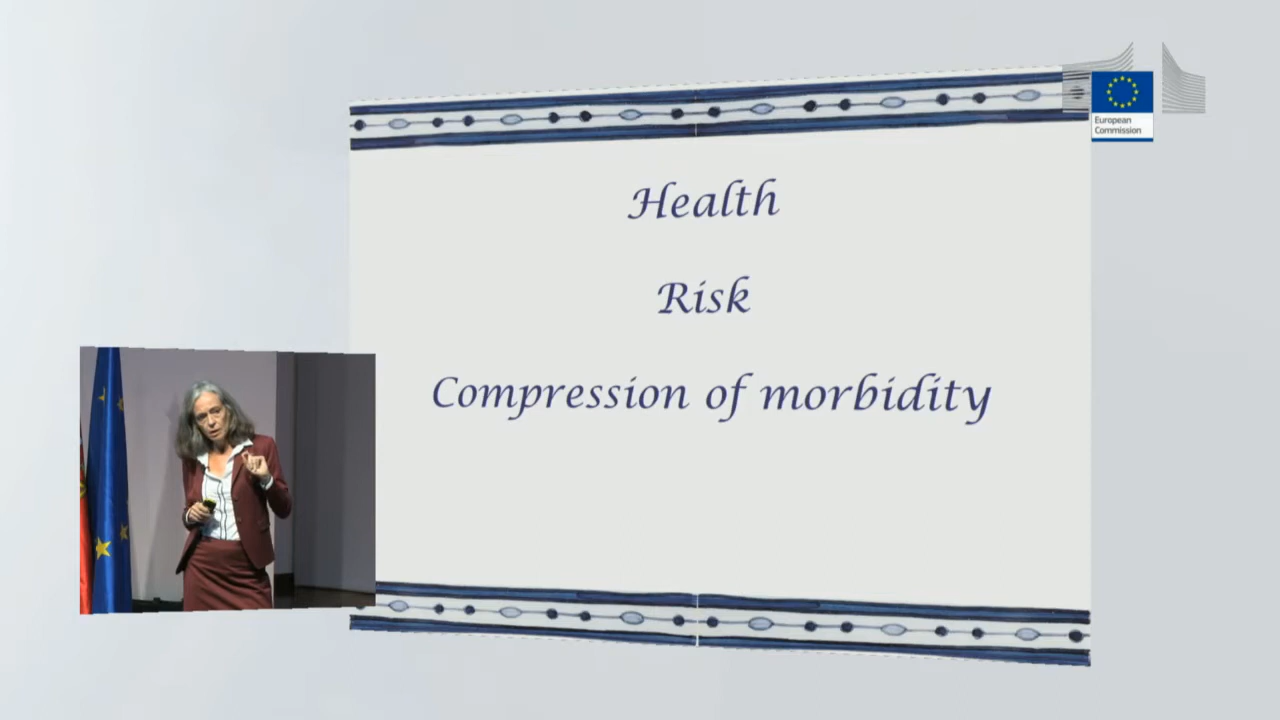 Health
Risk
Compression of morbidity
European
Commission